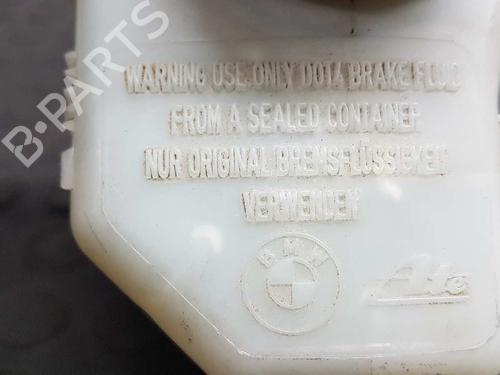 B-PARTS
WARNING USE ONLY DOT4 BRAKE FLUID
FROM A SEALED CONTAINER
NUR ORIGINAL BREMSFLÜSSIGKEIT
VERWENDEN
BMW
Ate